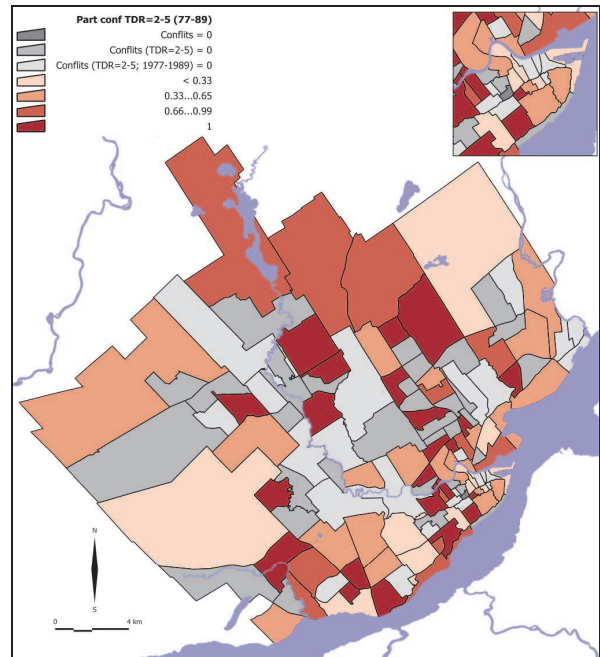 Part conf TDR=2-5 (77-89)
Conflits = 0
Conflits (TDR=2-5) = 0
Conflits (TDR=2-5; 1977-1989) = 0
< 0.33
0.33...0.65
0.66...0.99
1
N
S
0 4 km